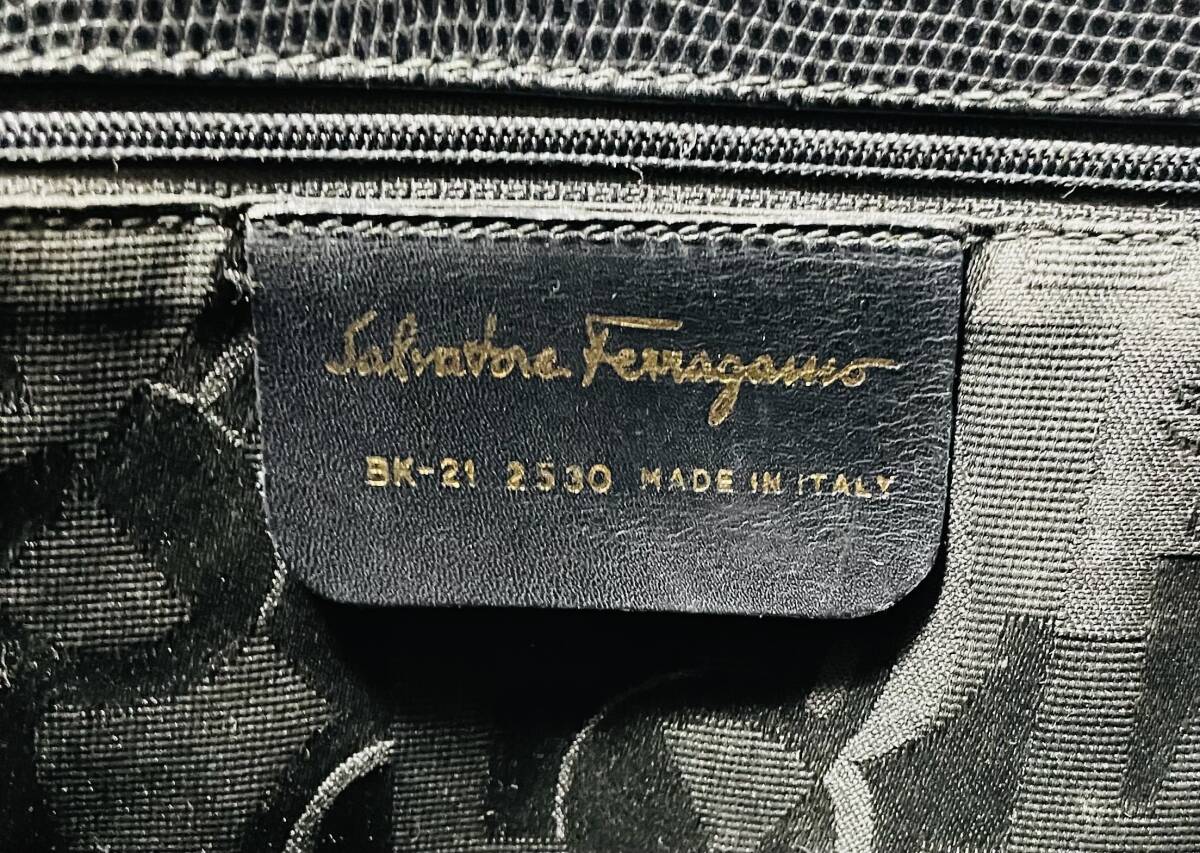 Salvatore Ferragamo
BK-21 2530 MADE IN ITALY